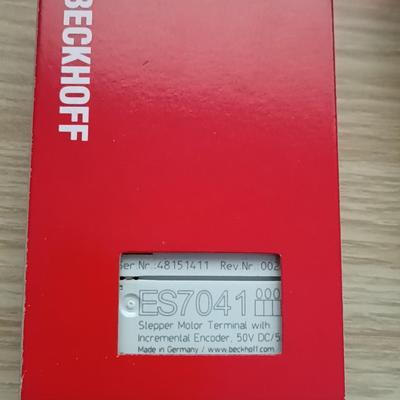 BECKHOFF
Ser.Nr.:48151411 Rev.Nr. 002
ES7041
Stepper Motor Terminal with
Incremental Encoder, 50V DC/5
Made in Germany / www.beckhoff.com